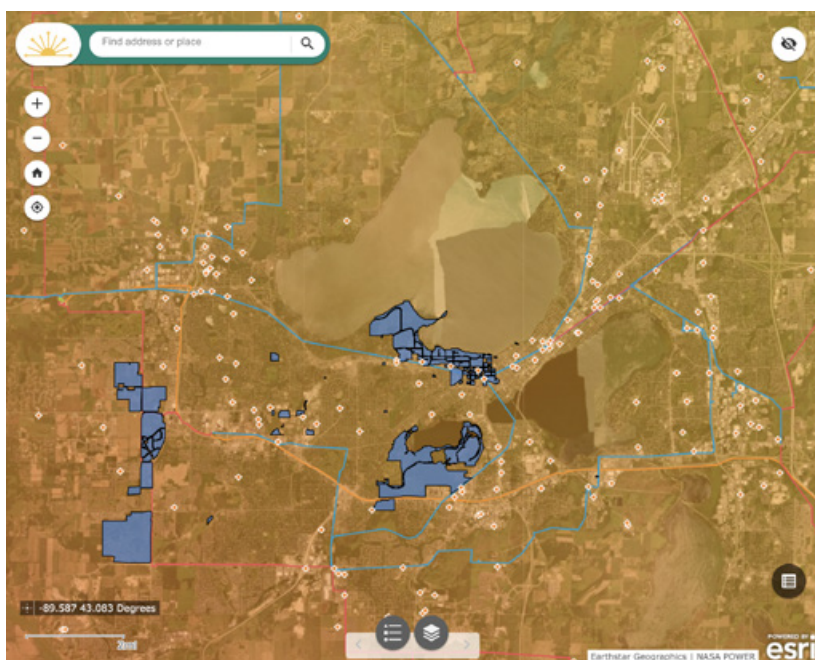 Find address or place
-89.587 43.083 Degrees
2mi
POWERED BY
esri
Earthstar Geographics | NASA POWER